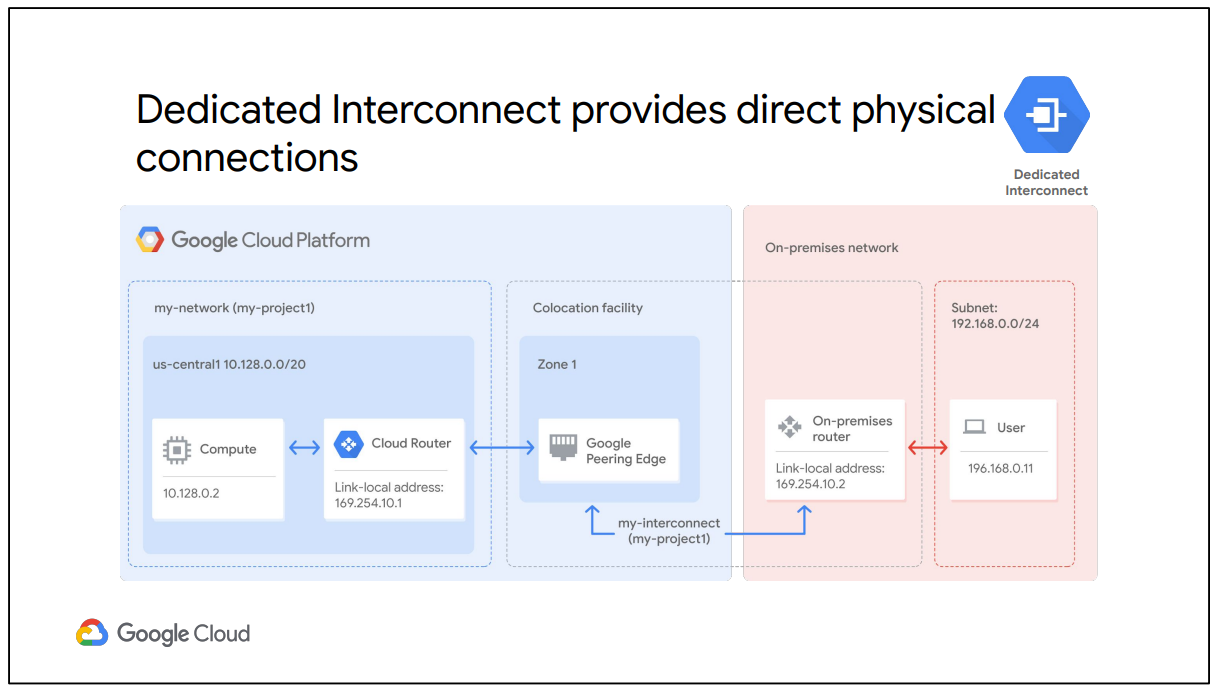 Dedicated Interconnect provides direct physical
connections
Dedicated
Interconnect
Google Cloud Platform
On-premises network
my-network (my-project1)
Colocation facility
Subnet:
192.168.0.0/24
us-central1 10.128.0.0/20
Zone 1
Compute
10.128.0.2
Cloud Router
Link-local address:
169.254.10.1
Google
Peering Edge
On-premises
router
Link-local address:
169.254.10.2
User
196.168.0.11
my-interconnect
(my-project1)
Google Cloud